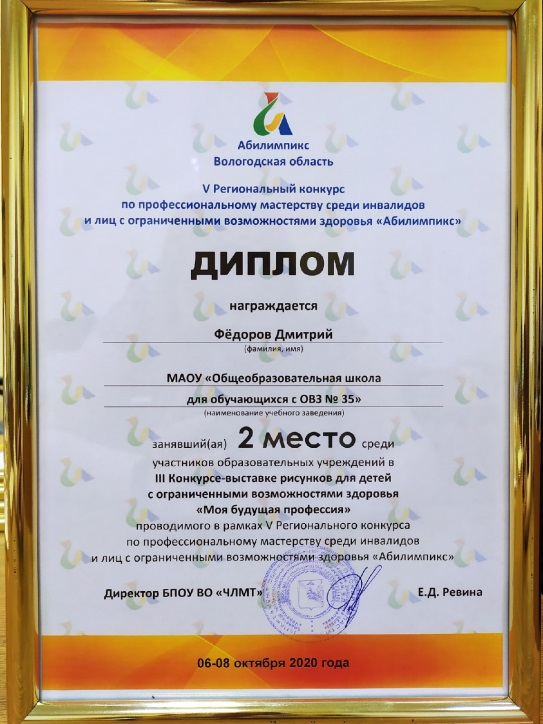 Абилимпикс
Вологодская область
V Региональный конкурс
по профессиональному мастерству среди инвалидов
и лиц с ограниченными возможностями здоровья «Абилимпикс»
ДИПЛОМ
награждается
Фёдоров Дмитрий
(фамилия, имя)
МАОУ «Общеобразовательная школа
для обучающихся с ОВЗ № 35»
(наименование учебного заведения)
занявший(ая) 2 место среди
участников образовательных учреждений в
III Конкурсе-выставке рисунков для детей
с ограниченными возможностями здоровья
«Моя будущая профессия»
проводимого в рамках V Регионального конкурса
по профессиональному мастерству среди инвалидов
и лиц с ограниченными возможностями здоровья «Абилимпикс»
Директор БПОУ ВО «ЧЛМТ» Е.Д. Ревина
06-08 октября 2020 года